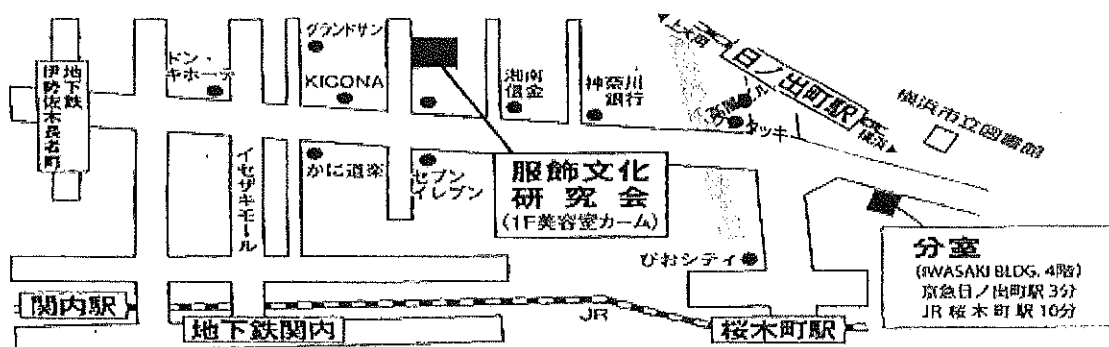 グランドサン
ドン・
キホーテ
KICONA
湘南
信金
神奈川
銀行
上大岡
日ノ出町駅
横浜
横浜市立図書館
地下鉄
伊勢佐木長者町
イセザキモール
かに道楽
セブン
イレブン
服飾文化
研究会
(1F美容室カーム)
ぴおシティ
分室
(IWASAKI BLDG. 4階)
京急日ノ出町駅 3分
JR 桜木町駅 10分
関内駅
地下鉄関内
JR
桜木町駅